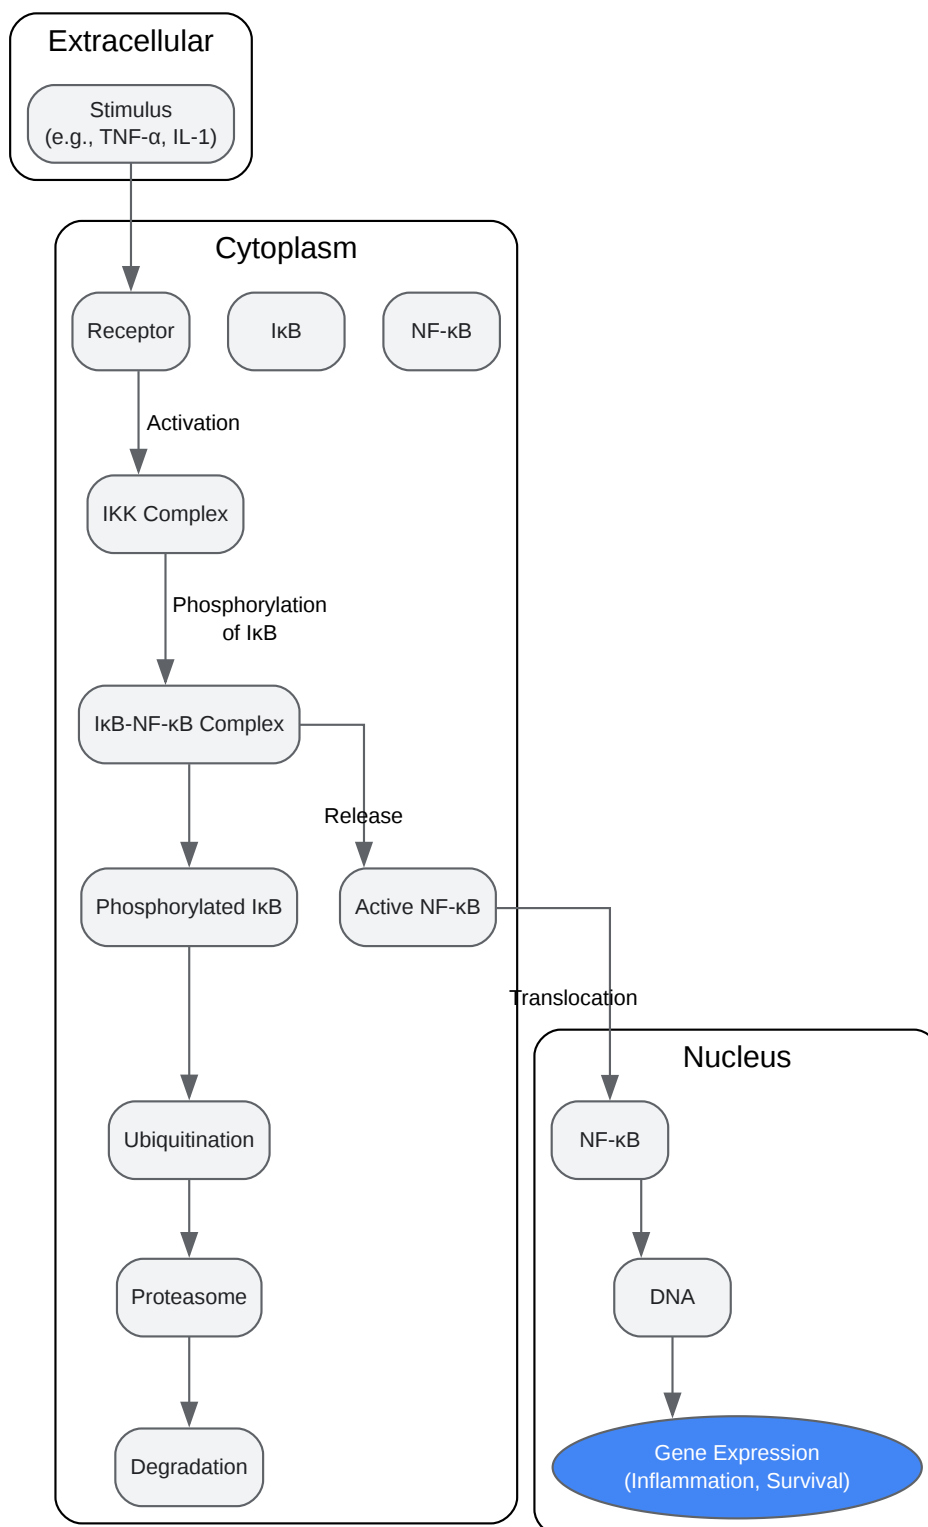 Extracellular
Stimulus
(e.g., TNF-α, IL-1)
Cytoplasm
Receptor
IκB
NF-κB
Activation
IKK Complex
Phosphorylation
of IκB
IκB-NF-κB Complex
Release
Phosphorylated IκB
Active NF-κB
Translocation
Nucleus
Ubiquitination
NF-κB
Proteasome
DNA
Degradation
Gene Expression
(Inflammation, Survival)